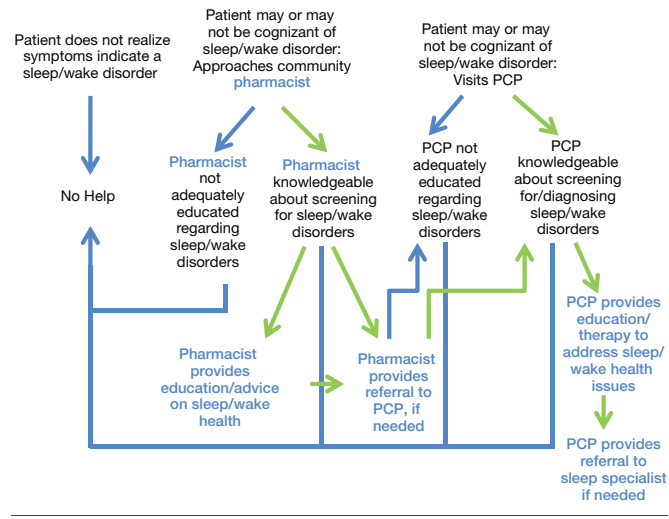 Patient does not realize
symptoms indicate a
sleep/wake disorder
Patient may or may
not be cognizant of
sleep/wake disorder:
Approaches community
pharmacist
Patient may or may
not be cognizant of
sleep/wake disorder:
Visits PCP
No Help
Pharmacist
not
adequately
educated
regarding
sleep/wake
disorders
Pharmacist
knowledgeable
about screening
for sleep/wake
disorders
PCP not
adequately
educated
regarding
sleep/wake
disorders
PCP
knowledgeable
about screening
for/diagnosing
sleep/wake
disorders
Pharmacist
provides
education/advice
on sleep/wake
health
Pharmacist
provides
referral to
PCP, if
needed
PCP provides
education/
therapy to
address sleep/
wake health
issues
PCP provides
referral to
sleep specialist
if needed